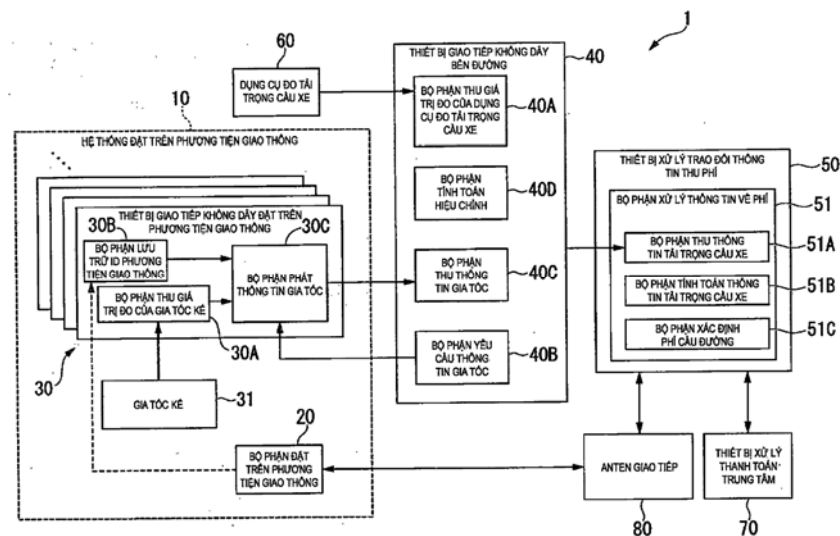 1
60
DỤNG CỤ ĐO TẢI
TRỌNG CẦU XE
10
HỆ THỐNG ĐẶT TRÊN PHƯƠNG TIỆN GIAO THÔNG
THIẾT BỊ GIAO TIẾP KHÔNG DÂY ĐẶT TRÊN
PHƯƠNG TIỆN GIAO THÔNG
30B
30C
BỘ PHẬN LƯU
TRỮ ID PHƯƠNG
TIỆN GIAO THÔNG
BỘ PHẬN PHÁT
THÔNG TIN GIA TỐC
BỘ PHẬN THU GIÁ
TRỊ ĐO CỦA GIA TỐC KẾ
30A
30
GIA TỐC KẾ
31
20
BỘ PHẬN ĐẶT
TRÊN PHƯƠNG
TIỆN GIAO THÔNG
THIẾT BỊ GIAO TIẾP KHÔNG DÂY
BÊN ĐƯỜNG
40
BỘ PHẬN THU GIÁ
TRỊ ĐO CỦA DỤNG
CỤ ĐO TẢI TRỌNG
CẦU XE
40A
BỘ PHẬN
TÍNH TOÁN
HIỆU CHỈNH
40D
BỘ PHẬN
THU THÔNG
TIN GIA TỐC
40C
BỘ PHẬN YÊU
CẦU THÔNG
TIN GIA TỐC
40B
THIẾT BỊ XỬ LÝ TRAO ĐỔI THÔNG
TIN THU PHÍ
50
BỘ PHẬN XỬ LÝ THÔNG TIN VỀ PHÍ
51
BỘ PHẬN THU THÔNG
TIN TẢI TRỌNG CẦU XE
51A
BỘ PHẬN TÍNH TOÁN THÔNG
TIN TẢI TRỌNG CẦU XE
51B
BỘ PHẬN XÁC ĐỊNH
PHÍ CẦU ĐƯỜNG
51C
ANTEN GIAO TIẾP
80
THIẾT BỊ XỬ LÝ
THANH TOÁN
TRUNG TÂM
70